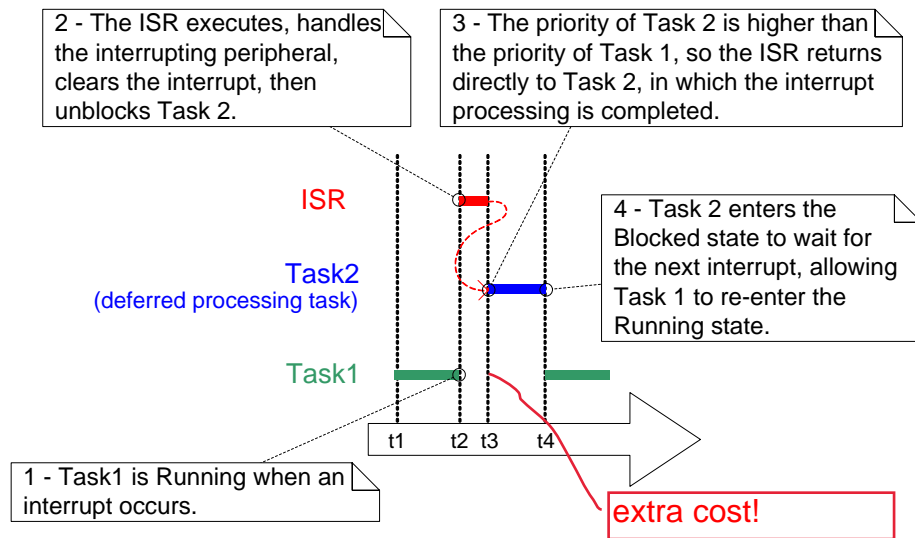 2 - The ISR executes, handles
the interrupting peripheral,
clears the interrupt, then
unblocks Task 2.
3 - The priority of Task 2 is higher than
the priority of Task 1, so the ISR returns
directly to Task 2, in which the interrupt
processing is completed.
ISR
4 - Task 2 enters the
Blocked state to wait for
the next interrupt, allowing
Task 1 to re-enter the
Running state.
Task2
(deferred processing task)
Task1
t1 t2 t3 t4
1 - Task1 is Running when an
interrupt occurs.
extra cost!